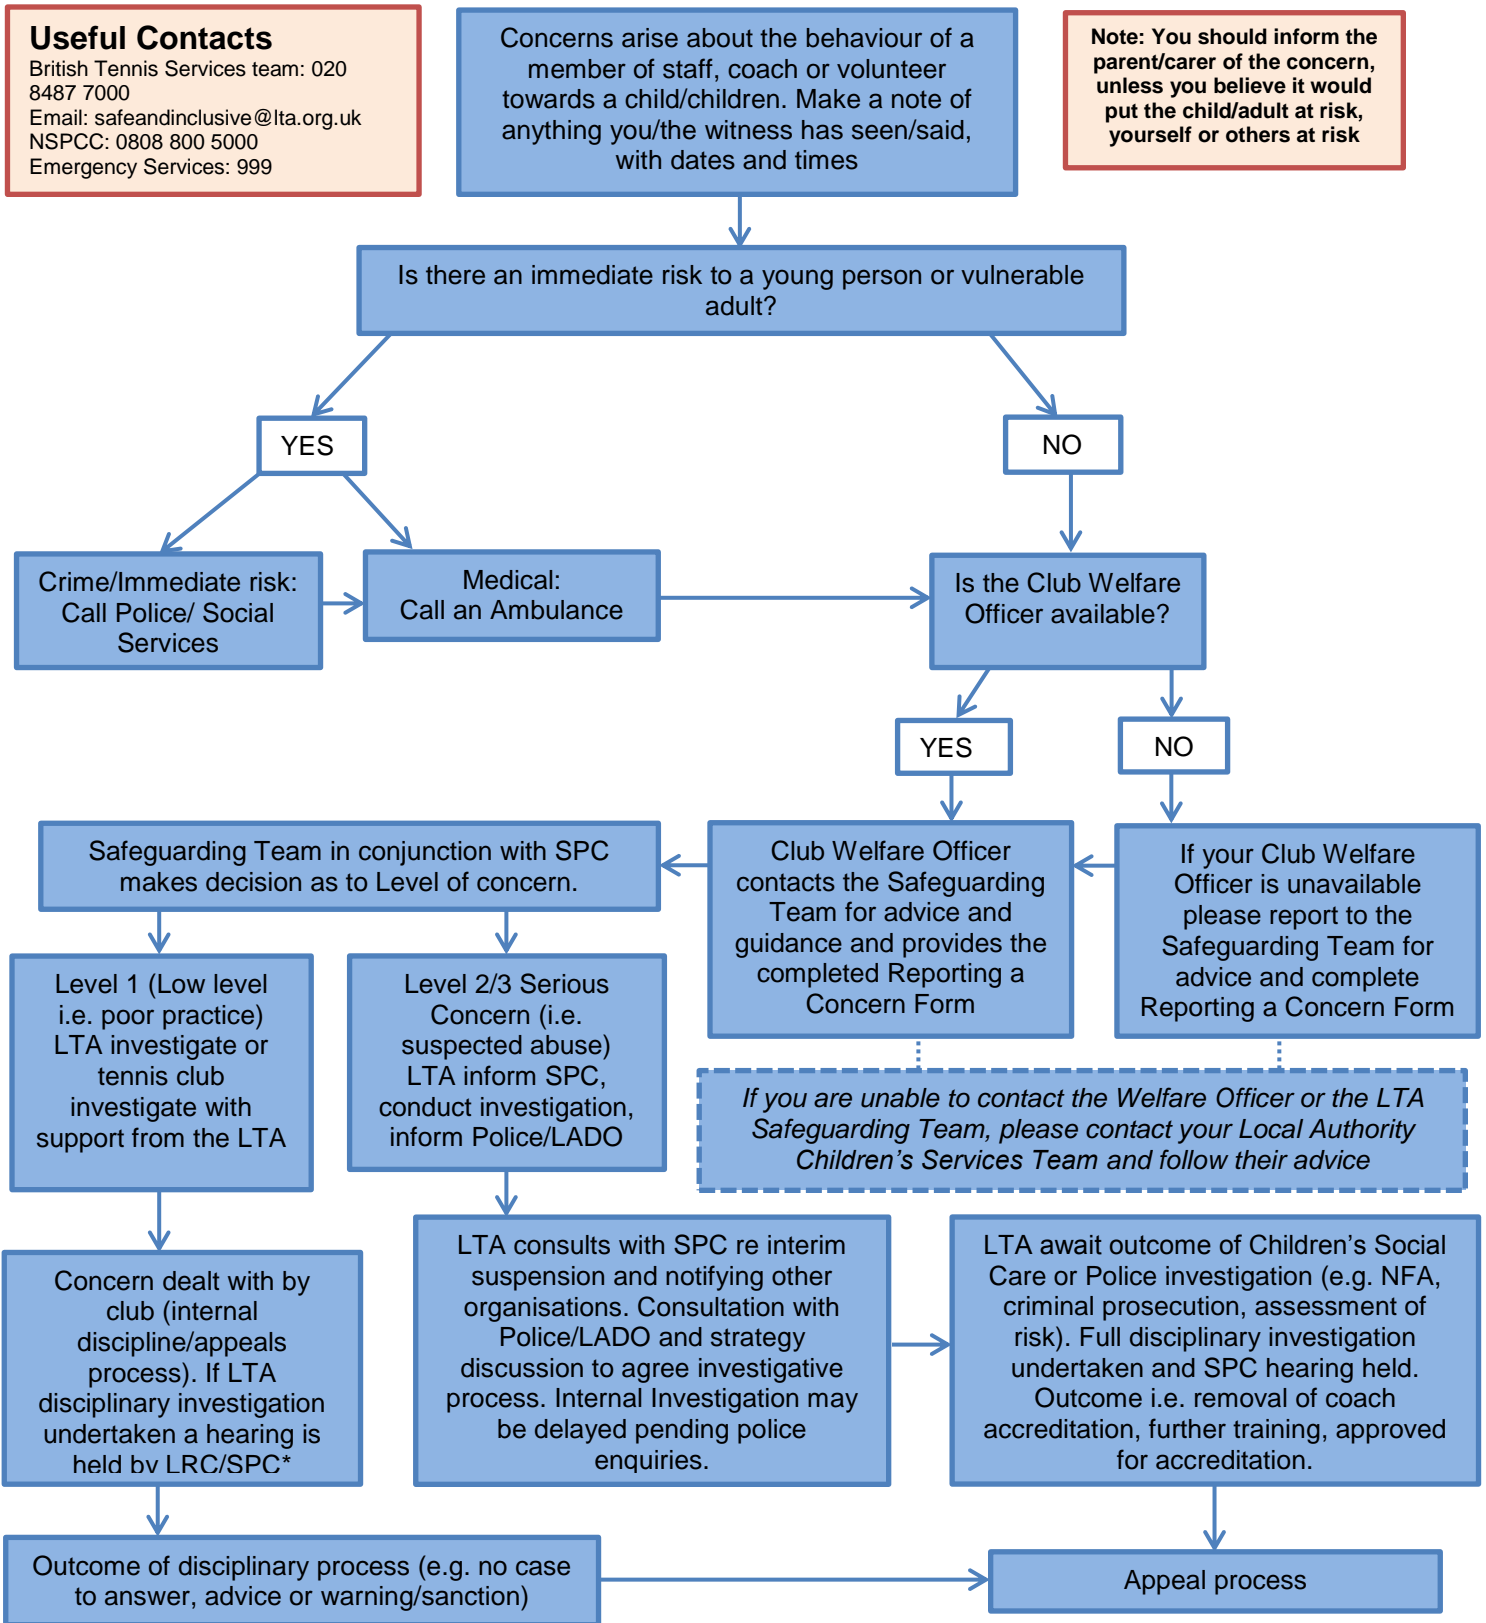 Useful Contacts
British Tennis Services team: 020
8487 7000
Email: safeandinclusive@lta.org.uk
NSPCC: 0808 800 5000
Emergency Services: 999
Concerns arise about the behaviour of a
member of staff, coach or volunteer
towards a child/children. Make a note of
anything you/the witness has seen/said,
with dates and times
Note: You should inform the
parent/carer of the concern,
unless you believe it would
put the child/adult at risk,
yourself or others at risk
Is there an immediate risk to a young person or vulnerable
adult?
YES
NO
Crime/Immediate risk:
Call Police/ Social
Services
Medical:
Call an Ambulance
Is the Club Welfare
Officer available?
YES
NO
Safeguarding Team in conjunction with SPC
makes decision as to Level of concern.
Club Welfare Officer
contacts the Safeguarding
Team for advice and
guidance and provides the
completed Reporting a
Concern Form
If your Club Welfare
Officer is unavailable
please report to the
Safeguarding Team for
advice and complete
Reporting a Concern Form
Level 1 (Low level
i.e. poor practice)
LTA investigate or
tennis club
investigate with
support from the LTA
Level 2/3 Serious
Concern (i.e.
suspected abuse)
LTA inform SPC,
conduct investigation,
inform Police/LADO
If you are unable to contact the Welfare Officer or the LTA
Safeguarding Team, please contact your Local Authority
Children’s Services Team and follow their advice
Concern dealt with by
club (internal
discipline/appeals
process). If LTA
disciplinary investigation
undertaken a hearing is
held by LRC/SPC*
LTA consults with SPC re interim
suspension and notifying other
organisations. Consultation with
Police/LADO and strategy
discussion to agree investigative
process. Internal Investigation may
be delayed pending police
enquiries.
LTA await outcome of Children’s Social
Care or Police investigation (e.g. NFA,
criminal prosecution, assessment of
risk). Full disciplinary investigation
undertaken and SPC hearing held.
Outcome i.e. removal of coach
accreditation, further training, approved
for accreditation.
Outcome of disciplinary process (e.g. no case
to answer, advice or warning/sanction)
Appeal process